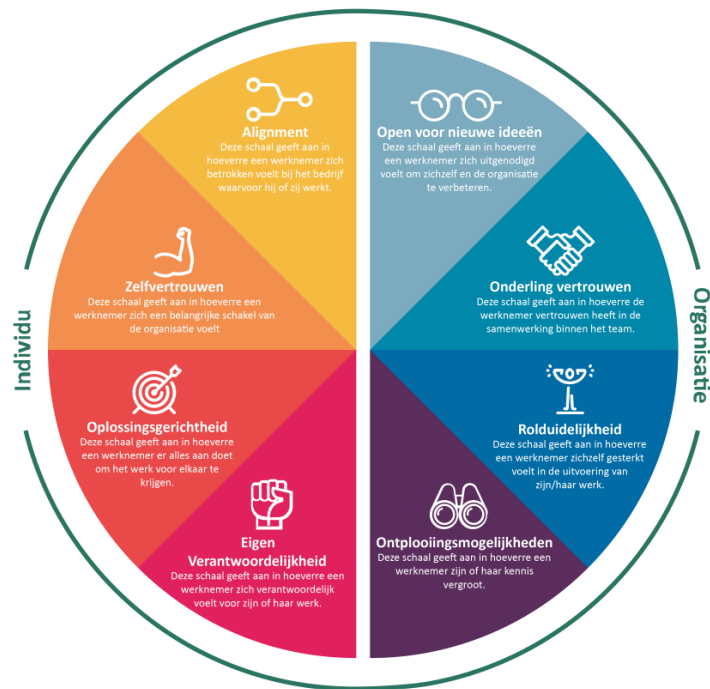 Individu
Alignment
Deze schaal geeft aan in
hoeverre een werknemer zich
betrokken voelt bij het bedrijf
waarvoor hij of zij werkt.
Zelfvertrouwen
Deze schaal geeft aan in hoeverre een
werknemer zich een belangrijke schakel van
de organisatie voelt
Oplossingsgerichtheid
Deze schaal geeft aan in hoeverre
een werknemer er alles aan doet
om het werk voor elkaar te
krijgen.
Eigen
Verantwoordelijkheid
Deze schaal geeft aan in hoeverre een
werknemer zich verantwoordelijk
voelt voor zijn of haar werk.
Open voor nieuwe ideeën
Deze schaal geeft aan in hoeverre
een werknemer zich uitgenodigd
voelt om zichzelf en de organisatie
te verbeteren.
Onderling vertrouwen
Deze schaal geeft aan in hoeverre de
werknemer vertrouwen heeft in de
samenwerking binnen het team.
Rolduidelijkheid
Deze schaal geeft aan in hoeverre
een werknemer zichzelf gesterkt
voelt in de uitvoering van
zijn/haar werk.
Ontplooiingsmogelijkheden
Deze schaal geeft aan in hoeverre een
werknemer zijn of haar kennis
vergroot.
Organisatie